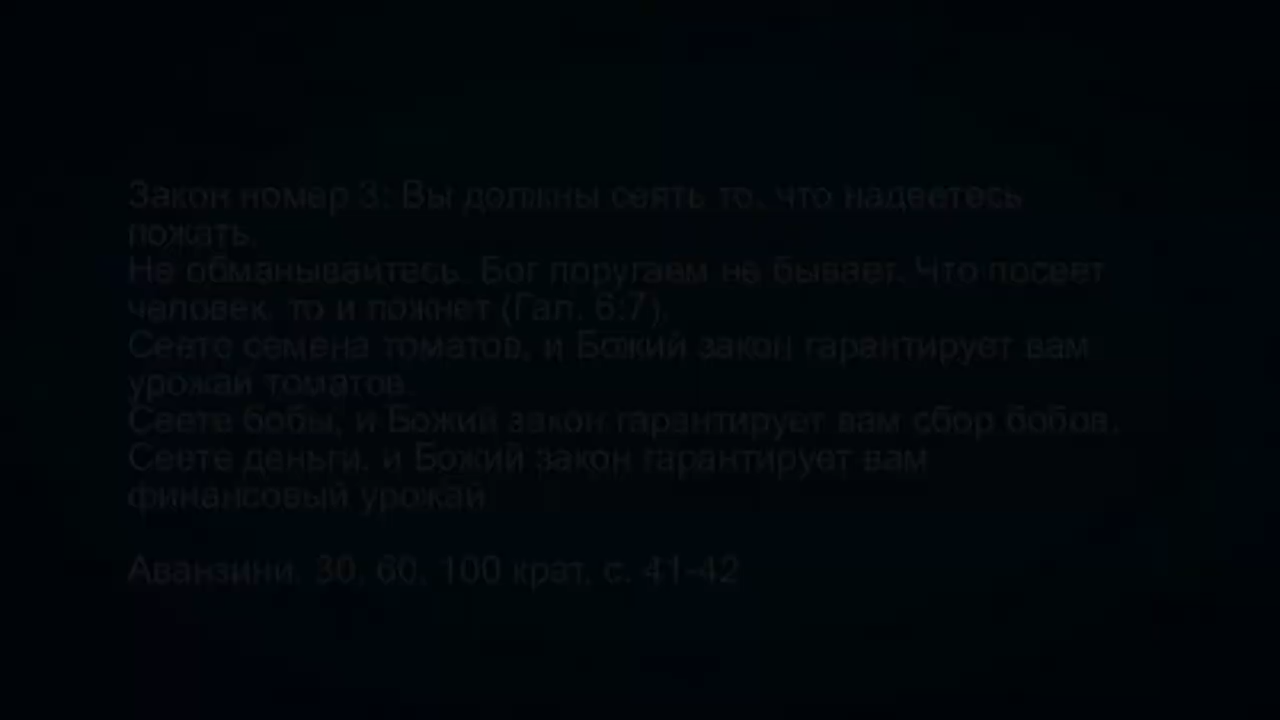 Закон номер 3: Вы должны сеять то, что надеетесь
пожать.
Не обманывайтесь. Бог поругаем не бывает. Что посеет
человек, то и пожнет (Гал. 6:7).
Сеете семена томатов, и Божий закон гарантирует вам
урожай томатов.
Сеете бобы, и Божий закон гарантирует вам сбор бобов.
Сеете деньги, и Божий закон гарантирует вам
финансовый урожай.
Аванзини. 30, 60, 100 крат, с. 41-42